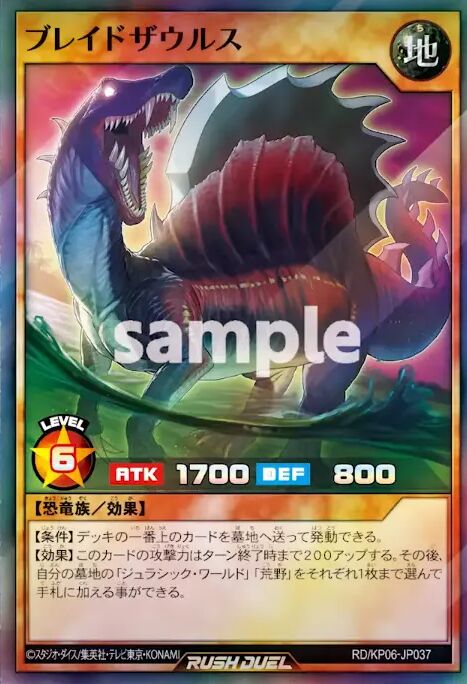 ブレイドザウルス
地
sample
LEVEL
6
ATK 1700 DEF 800
【恐竜族/効果】
【条件】デッキの一番上のカードを墓地へ送って発動できる。
【効果】このカードの攻撃力はターン終了時まで200アップする。その後、
自分の墓地の「ジュラシック・ワールド」「荒野」をそれぞれ1枚まで選んで
手札に加える事ができる。
©スタジオ・ダイス/集英社・テレビ東京・KONAMI
RUSH DUEL
RD/KP06-JP037